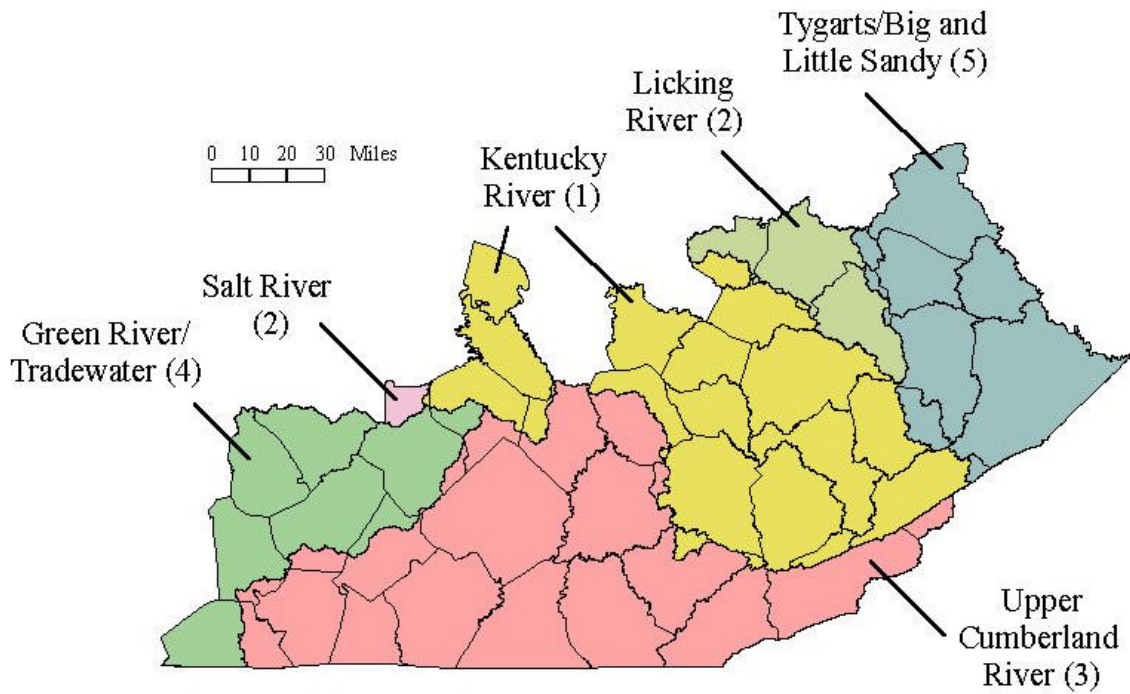 Tygarts/Big and
Little Sandy (5)
Licking
River (2)
0 10 20 30 Miles
Kentucky
River (1)
Salt River
(2)
Green River/
Tradewater (4)
Upper
Cumberland
River (3)